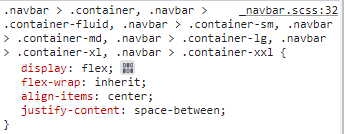 .navbar > .container, .navbar > _navbar.scss:32
.container-fluid, .navbar > .container-sm, .navbar
> .container-md, .navbar > .container-lg, .navbar
> .container-xl, .navbar > .container-xxl {
display: flex;
flex-wrap: inherit;
align-items: center;
justify-content: space-between;
}